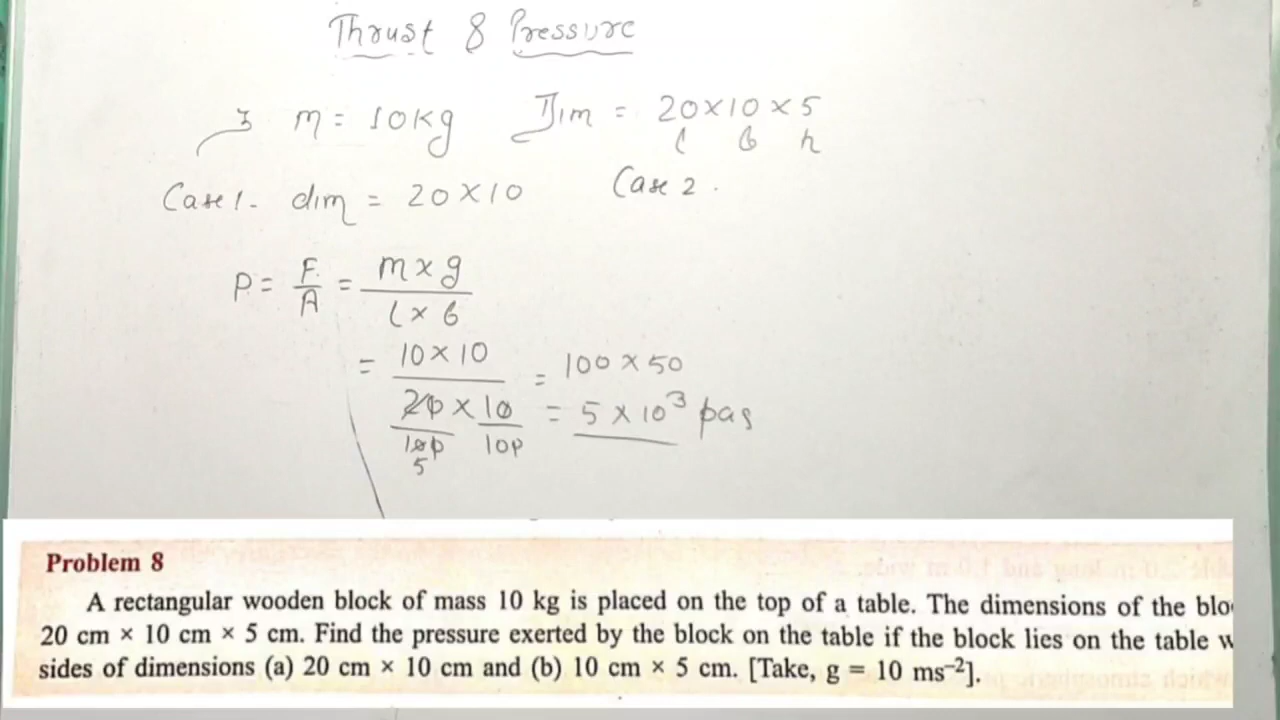 Thrust & Pressure
m = 10Kg Dim = 20×10×5
l b h
Case 1. dim = 20×10 Case 2.
P = F/A = m×g / l×b
= 10×10 / 20/100 × 10/100 = 100×50
5 = 5×10³ pas
Problem 8
A rectangular wooden block of mass 10 kg is placed on the top of a table. The dimensions of the blo
20 cm × 10 cm × 5 cm. Find the pressure exerted by the block on the table if the block lies on the table w
sides of dimensions (a) 20 cm × 10 cm and (b) 10 cm × 5 cm. [Take, g = 10 ms⁻²].